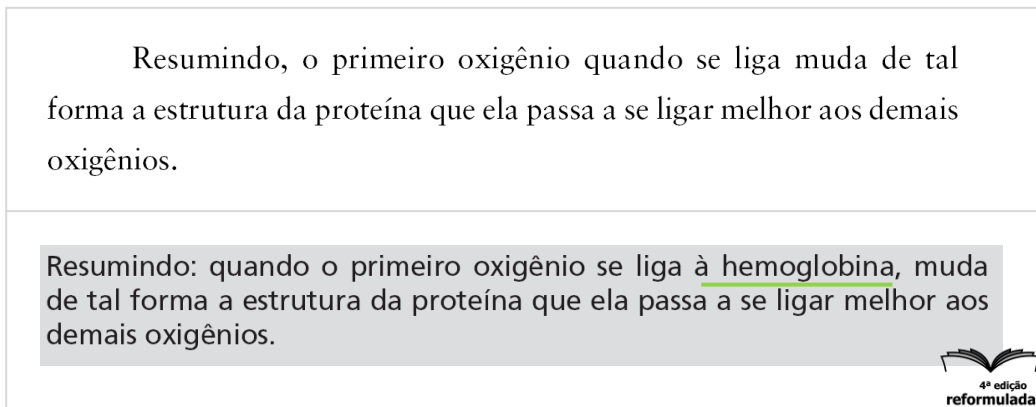 Resumindo, o primeiro oxigênio quando se liga muda de tal
forma a estrutura da proteína que ela passa a se ligar melhor aos demais
oxigênios.
Resumindo: quando o primeiro oxigênio se liga à hemoglobina, muda
de tal forma a estrutura da proteína que ela passa a se ligar melhor aos
demais oxigênios.
4ª edição
reformulada